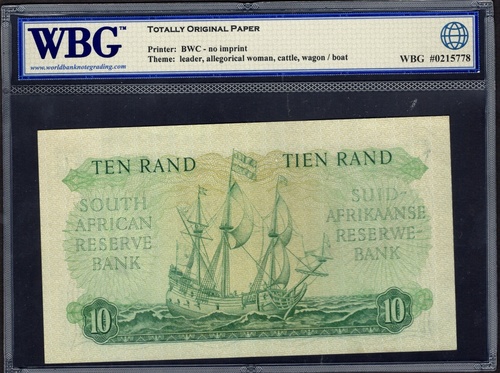 WBG™
www.worldbanknotegrading.com
TOTALLY ORIGINAL PAPER
Printer: BWC - no imprint
Theme: leader, allegorical woman, cattle, wagon / boat
WBG #0215778
TEN RAND
TIEN RAND
SOUTH
AFRICAN
RESERVE
BANK
SUID-
AFRIKAANSE
RESERWE-
BANK
10
10